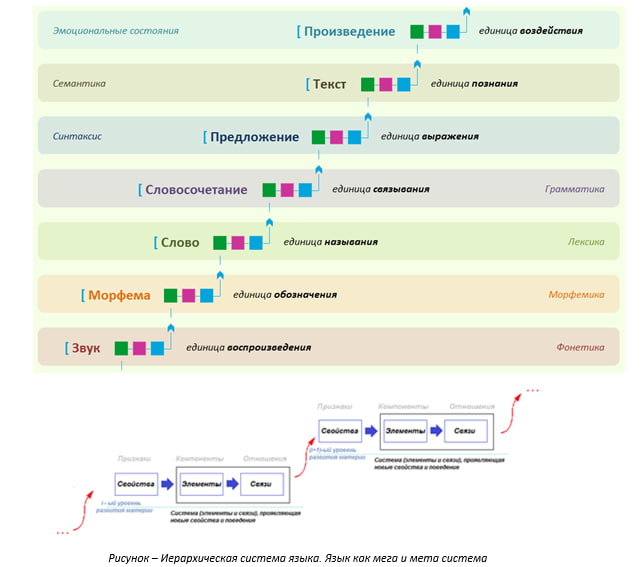 Эмоциональные состояния [ Произведение единица воздействия
Семантика [ Текст единица познания
Синтаксис [ Предложение единица выражения
[ Словосочетание единица связывания Грамматика
[ Слово единица называния Лексика
[ Морфема единица обозначения Морфемика
[ Звук единица воспроизведения Фонетика
...
Признаки Компоненты Отношения
Свойства Элементы Связи
(i+1)-ый уровень
развития материи
Система (элементы и связи), проявляющая
новые свойства и поведение
Признаки Компоненты Отношения
Свойства Элементы Связи
i - ый уровень
развития материи
Система (элементы и связи), проявляющая
новые свойства и поведение
...
Рисунок – Иерархическая система языка. Язык как мега и мета система